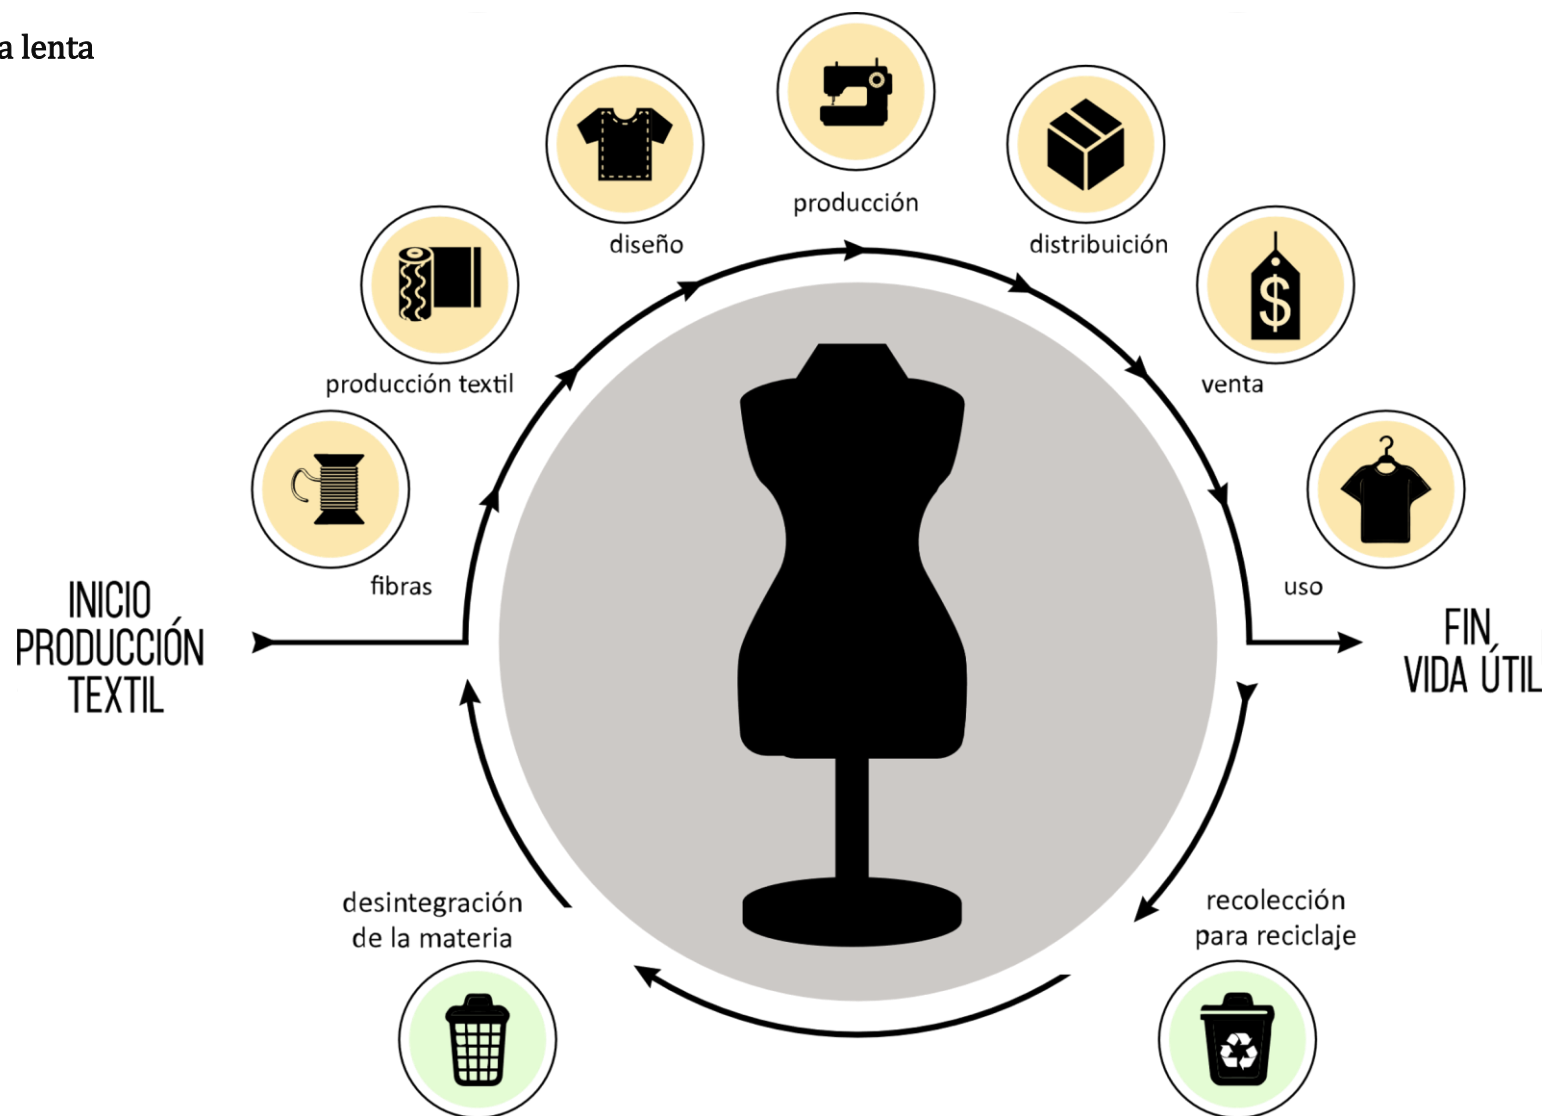 a lenta
producción
diseño
distribuición
producción textil
venta
fibras
uso
INICIO
PRODUCCIÓN
TEXTIL
FIN
VIDA ÚTIL
desintegración
de la materia
recolección
para reciclaje
$